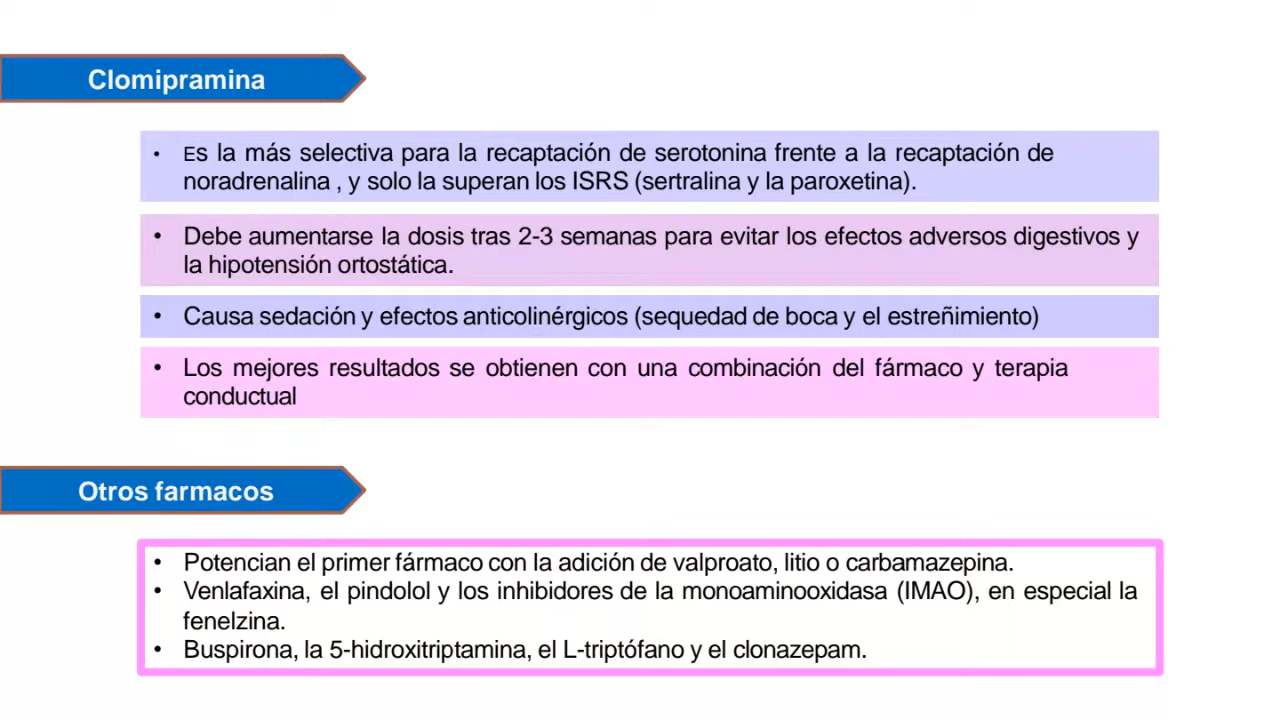 Clomipramina
• Es la más selectiva para la recaptación de serotonina frente a la recaptación de
noradrenalina , y solo la superan los ISRS (sertralina y la paroxetina).
• Debe aumentarse la dosis tras 2-3 semanas para evitar los efectos adversos digestivos y
la hipotensión ortostática.
• Causa sedación y efectos anticolinérgicos (sequedad de boca y el estreñimiento)
• Los mejores resultados se obtienen con una combinación del fármaco y terapia
conductual
Otros farmacos
• Potencian el primer fármaco con la adición de valproato, litio o carbamazepina.
• Venlafaxina, el pindolol y los inhibidores de la monoaminooxidasa (IMAO), en especial la
fenelzina.
• Buspirona, la 5-hidroxitriptamina, el L-triptófano y el clonazepam.